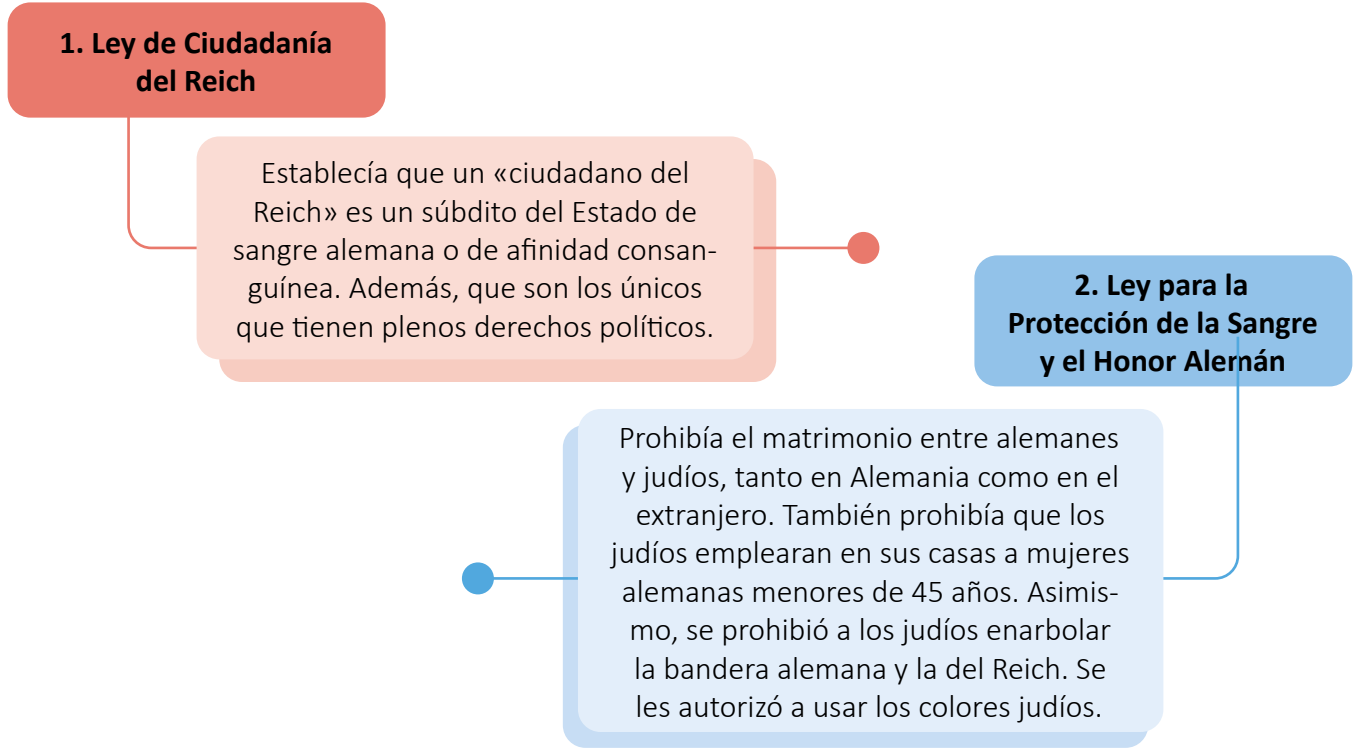 1. Ley de Ciudadanía
del Reich
Establecía que un «ciudadano del
Reich» es un súbdito del Estado de
sangre alemana o de afinidad consan-
guínea. Además, que son los únicos
que tienen plenos derechos políticos.
2. Ley para la
Protección de la Sangre
y el Honor Alemán
Prohibía el matrimonio entre alemanes
y judíos, tanto en Alemania como en el
extranjero. También prohibía que los
judíos emplearan en sus casas a mujeres
alemanas menores de 45 años. Asimis-
mo, se prohibió a los judíos enarbolar
la bandera alemana y la del Reich. Se
les autorizó a usar los colores judíos.